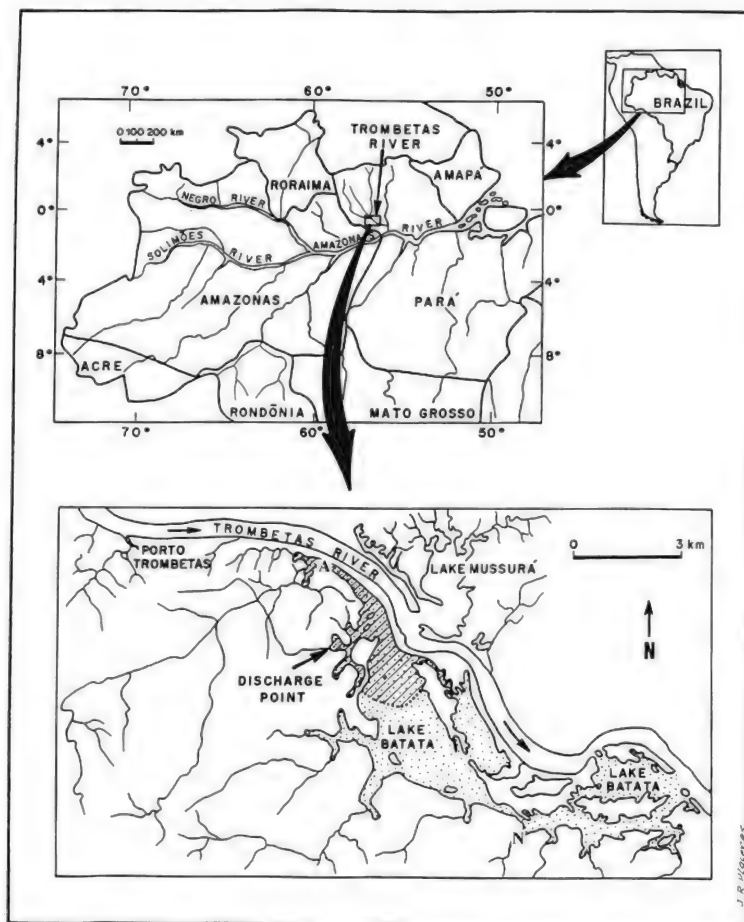 70°
60°
50°
BRAZIL
4°
0 100 200 km
TROMBETAS
RIVER
4°
RORAIMA
AMAPÁ
NEGRO RIVER
0°
0°
SOLIMÕES RIVER
AMAZONAS RIVER
4°
4°
AMAZONAS
PARÁ
8°
8°
ACRE
RONDÔNIA
MATO GROSSO
70°
60°
50°
TROMBETAS RIVER
0 3 km
PORTO
TROMBETAS
A
LAKE MUSSURÁ
N
DISCHARGE
POINT
LAKE
BATATA
LAKE
BATATA
N